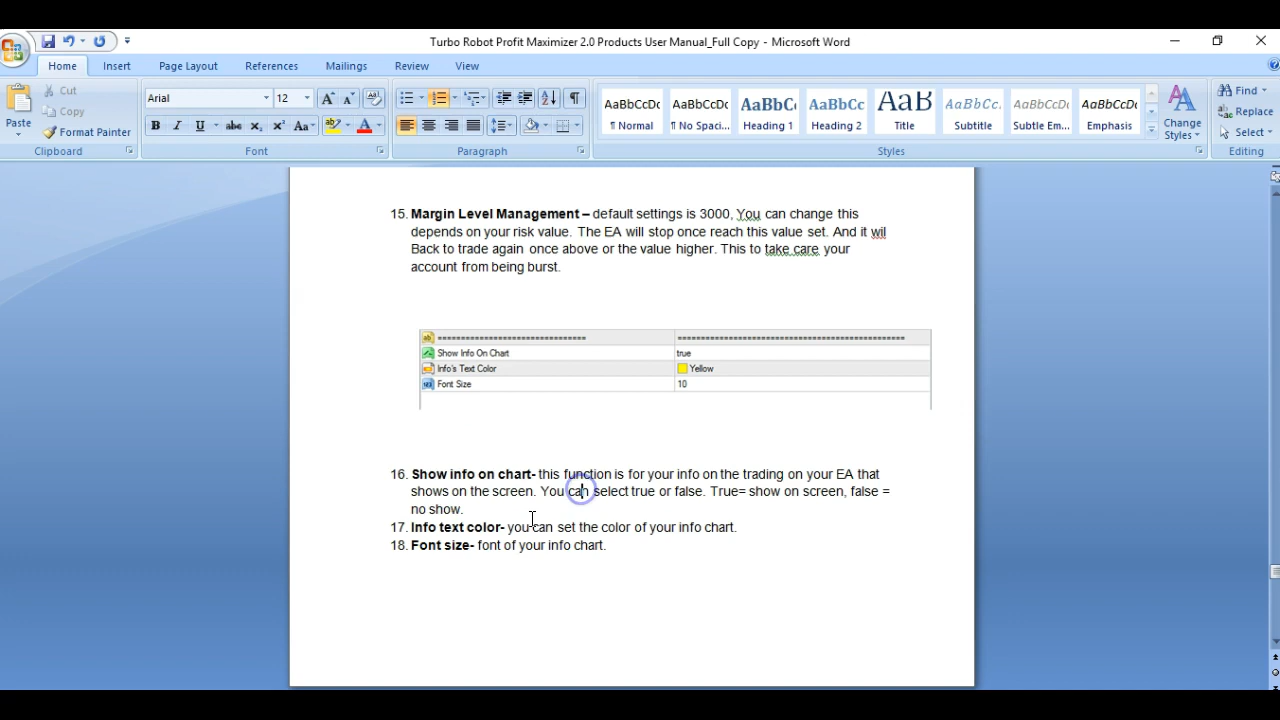 Turbo Robot Profit Maximizer 2.0 Products User Manual_Full Copy - Microsoft Word
Home Insert Page Layout References Mailings Review View
Paste
Cut
Copy
Format Painter
Clipboard
Arial 12
Font
Paragraph
AaBbCcDc AaBbCcDc AaBbC AaBbCc AaB AaBbCc. AaBbCcDc AaBbCcDc
¶ Normal ¶ No Spaci... Heading 1 Heading 2 Title Subtitle Subtle Em... Emphasis
Styles
Change
Styles
Find
Replace
Select
Editing
15. Margin Level Management – default settings is 3000, You can change this
depends on your risk value. The EA will stop once reach this value set. And it wil
Back to trade again once above or the value higher. This to take care your
account from being burst.
Show Info On Chart true
Info's Text Color Yellow
Font Size 10
16. Show info on chart- this function is for your info on the trading on your EA that
shows on the screen. You can select true or false. True= show on screen, false =
no show.
17. Info text color- you can set the color of your info chart.
18. Font size- font of your info chart.